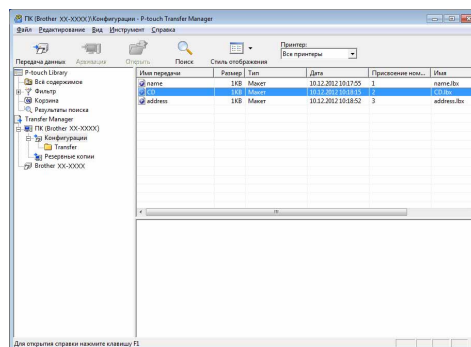 ПК (Brother XX-XXXX)\Конфигурации - P-touch Transfer Manager
Файл Редактирование Вид Инструмент Справка
Передача данных Архивация Открыть Поиск Стиль отображения
Принтер:
Все принтеры
P-touch Library
Все содержимое
Фильтр
Корзина
Результаты поиска
Transfer Manager
ПК (Brother XX-XXXX)
Конфигурации
Transfer
Резервные копии
Brother XX-XXXX
Имя передачи Размер Тип Дата Присвоение ном... Имя
name 1KB Макет 10.12.2012 10:17:55 1 name.lbx
CD 1KB Макет 10.12.2012 10:18:15 2 CD.lbx
address 1KB Макет 10.12.2012 10:18:52 3 address.lbx
Для открытия справки нажмите клавишу F1